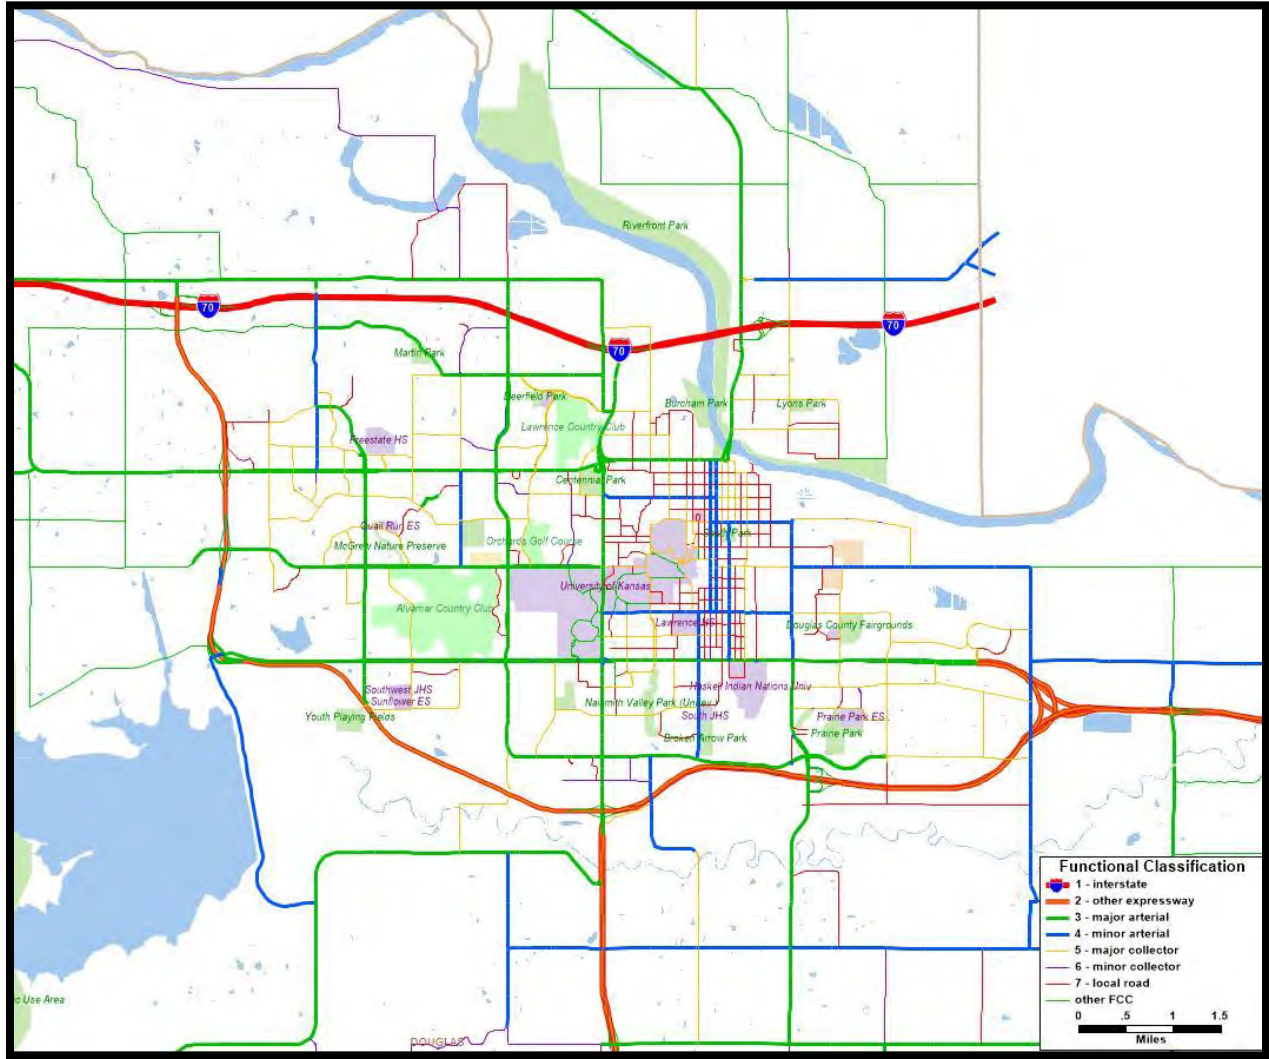 Riverfront Park
70
70
70
Martin Park
Deerfield Park
Burcham Park
Lyons Park
Lawrence Country Club
Freestate HS
Centennial Park
Quail Run ES
South Park
McGrew Nature Preserve
Orchards Golf Course
University of Kansas
Alvamar Country Club
Lawrence HS
Douglas County Fairgrounds
Southwest JHS
Haskell Indian Nations Univ
Sunflower ES
Naismith Valley Park (Undev
Youth Playing Fields
South JHS
Prairie Park ES
Broken Arrow Park
Prairie Park
c Use Area
DOUGLAS
Functional Classification
1 - interstate
2 - other expressway
3 - major arterial
4 - minor arterial
5 - major collector
6 - minor collector
7 - local road
other FCC
0 .5 1 1.5
Miles